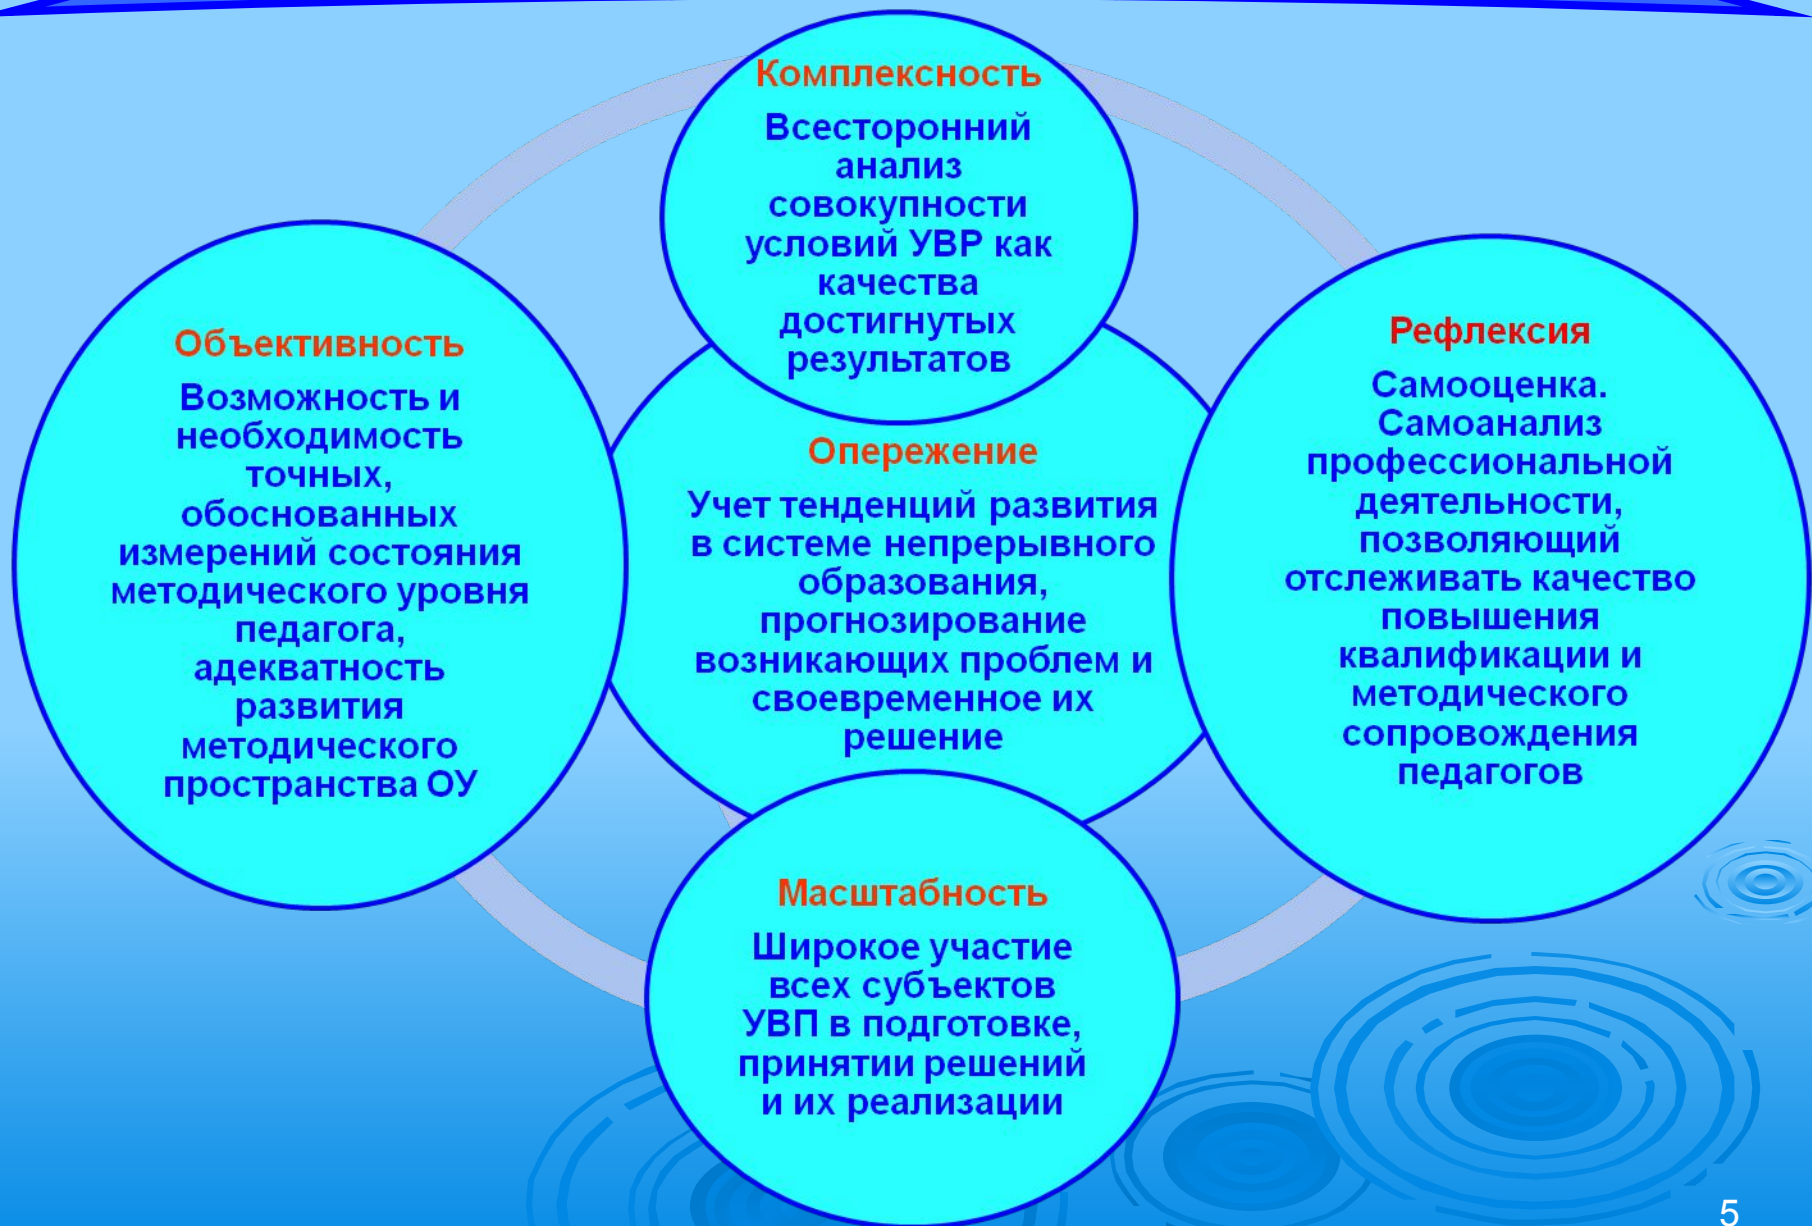 Комплексность
Всесторонний
анализ
совокупности
условий УВР как
качества
достигнутых
результатов
Объективность
Возможность и
необходимость
точных,
обоснованных
измерений состояния
методического уровня
педагога,
адекватность
развития
методического
пространства ОУ
Опережение
Учет тенденций развития
в системе непрерывного
образования,
прогнозирование
возникающих проблем и
своевременное их
решение
Рефлексия
Самооценка.
Самоанализ
профессиональной
деятельности,
позволяющий
отслеживать качество
повышения
квалификации и
методического
сопровождения
педагогов
Масштабность
Широкое участие
всех субъектов
УВП в подготовке,
принятии решений
и их реализации
5